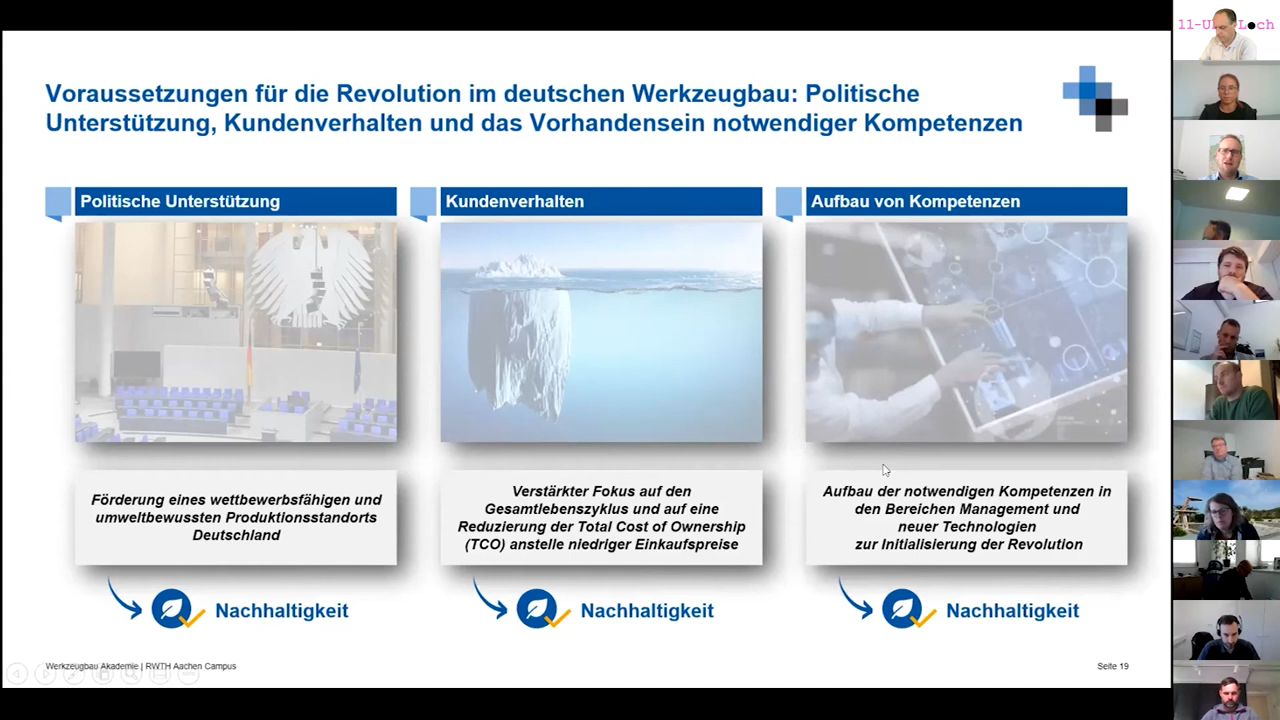 Voraussetzungen für die Revolution im deutschen Werkzeugbau: Politische
Unterstützung, Kundenverhalten und das Vorhandensein notwendiger Kompetenzen
Politische Unterstützung
Förderung eines wettbewerbsfähigen und
umweltbewussten Produktionsstandorts
Deutschland
Nachhaltigkeit
Kundenverhalten
Verstärkter Fokus auf den
Gesamtlebenszyklus und auf eine
Reduzierung der Total Cost of Ownership
(TCO) anstelle niedriger Einkaufspreise
Nachhaltigkeit
Aufbau von Kompetenzen
Aufbau der notwendigen Kompetenzen in
den Bereichen Management und
neuer Technologien
zur Initialisierung der Revolution
Nachhaltigkeit
Werkzeugbau Akademie | RWTH Aachen Campus
Seite 19